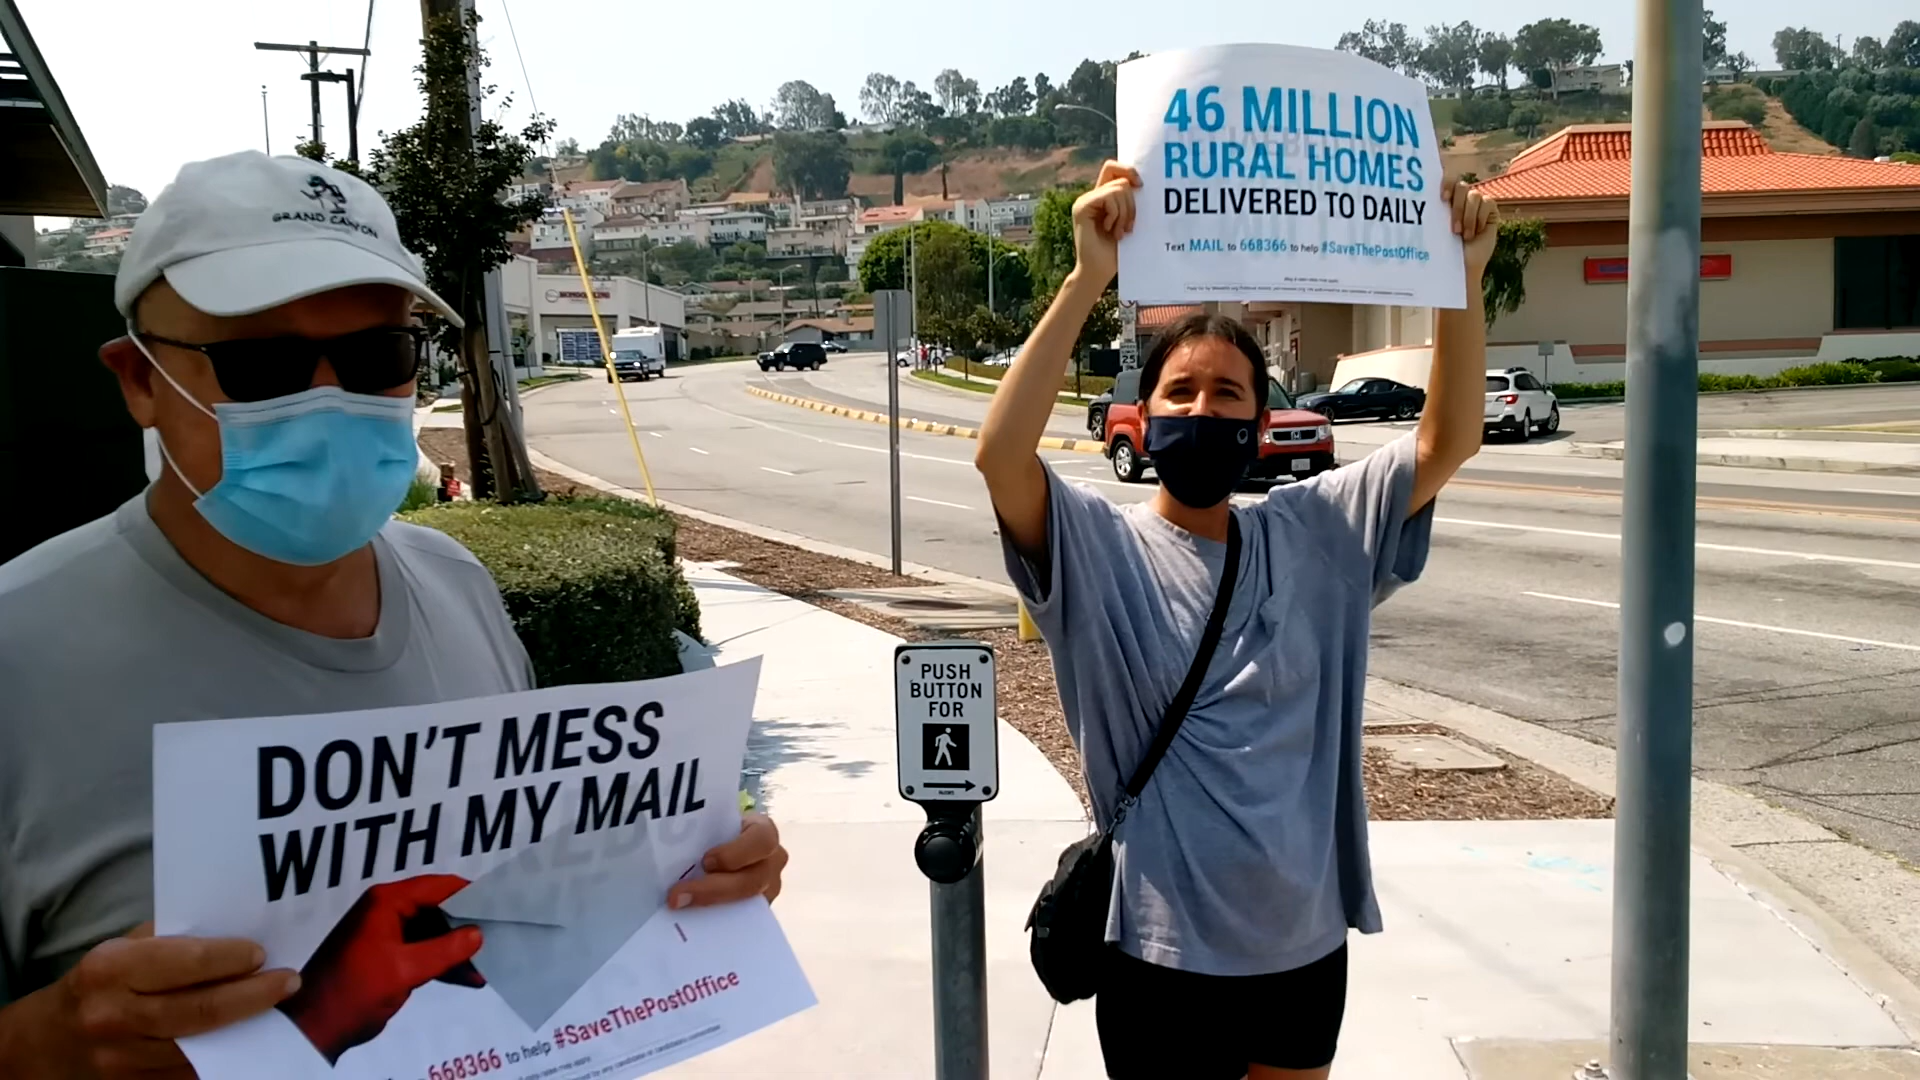 GRAND CANYON
46 MILLION
RURAL HOMES
DELIVERED TO DAILY
Text MAIL to 668366 to help #SaveThePostOffice
25
PUSH
BUTTON
FOR
DON'T MESS
WITH MY MAIL
668366 to help #SaveThePostOffice